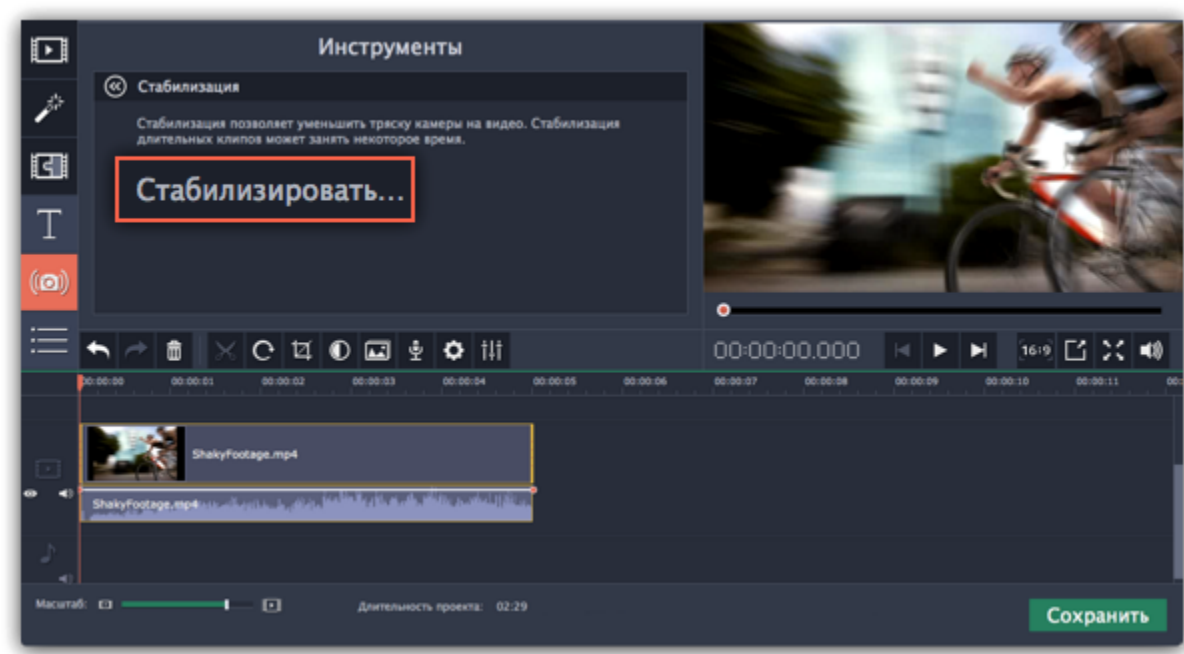 Инструменты
Стабилизация
Стабилизация позволяет уменьшить тряску камеры на видео. Стабилизация
длительных клипов может занять некоторое время.
Стабилизировать...
T
00:00:00.000
16:9
00:00:00 00:00:01 00:00:02 00:00:03 00:00:04 00:00:05 00:00:06 00:00:07 00:00:08 00:00:09 00:00:10 00:00:11 00:
ShakyFootage.mp4
ShakyFootage.mp4
Масштаб:
Длительность проекта: 02:29
Сохранить